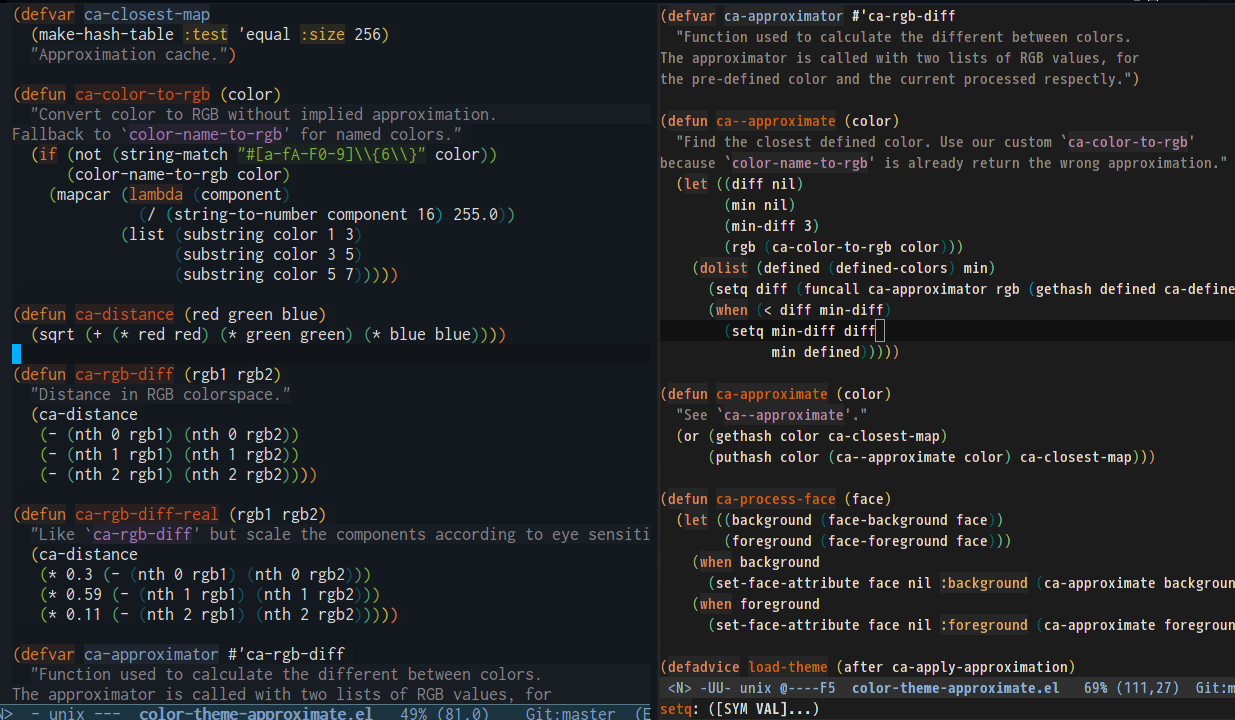 (defvar ca-closest-map
  (make-hash-table :test 'equal :size 256)
  "Approximation cache.")
(defun ca-color-to-rgb (color)
  "Convert color to RGB without implied approximation.
Fallback to `color-name-to-rgb' for named colors."
  (if (not (string-match "#[a-fA-F0-9]\\{6\\}" color))
      (color-name-to-rgb color)
    (mapcar (lambda (component)
              (/ (string-to-number component 16) 255.0))
            (list (substring color 1 3)
                  (substring color 3 5)
                  (substring color 5 7)))))
(defun ca-distance (red green blue)
  (sqrt (+ (* red red) (* green green) (* blue blue))))
(defun ca-rgb-diff (rgb1 rgb2)
  "Distance in RGB colorspace."
  (ca-distance
   (- (nth 0 rgb1) (nth 0 rgb2))
   (- (nth 1 rgb1) (nth 1 rgb2))
   (- (nth 2 rgb1) (nth 2 rgb2))))
(defun ca-rgb-diff-real (rgb1 rgb2)
  "Like `ca-rgb-diff' but scale the components according to eye sensiti
  (ca-distance
   (* 0.3 (- (nth 0 rgb1) (nth 0 rgb2)))
   (* 0.59 (- (nth 1 rgb1) (nth 1 rgb2)))
   (* 0.11 (- (nth 2 rgb1) (nth 2 rgb2)))))
(defvar ca-approximator #'ca-rgb-diff
  "Function used to calculate the different between colors.
The approximator is called with two lists of RGB values, for
N> - unix --- color-theme-approximate.el 49% (81,0) Git:master (E
(defvar ca-approximator #'ca-rgb-diff
  "Function used to calculate the different between colors.
The approximator is called with two lists of RGB values, for
the pre-defined color and the current processed respectly.")
(defun ca--approximate (color)
  "Find the closest defined color. Use our custom `ca-color-to-rgb'
because `color-name-to-rgb' is already return the wrong approximation."
  (let ((diff nil)
        (min nil)
        (min-diff 3)
        (rgb (ca-color-to-rgb color)))
    (dolist (defined (defined-colors) min)
      (setq diff (funcall ca-approximator rgb (gethash defined ca-define
      (when (< diff min-diff)
        (setq min-diff diff
              min defined)))))
(defun ca-approximate (color)
  "See `ca--approximate'."
  (or (gethash color ca-closest-map)
      (puthash color (ca--approximate color) ca-closest-map)))
(defun ca-process-face (face)
  (let ((background (face-background face))
        (foreground (face-foreground face)))
    (when background
      (set-face-attribute face nil :background (ca-approximate backgroun
    (when foreground
      (set-face-attribute face nil :foreground (ca-approximate foregroun
(defadvice load-theme (after ca-apply-approximation)
<N> -UU- unix @----F5 color-theme-approximate.el 69% (111,27) Git:m
setq: ([SYM VAL]...)